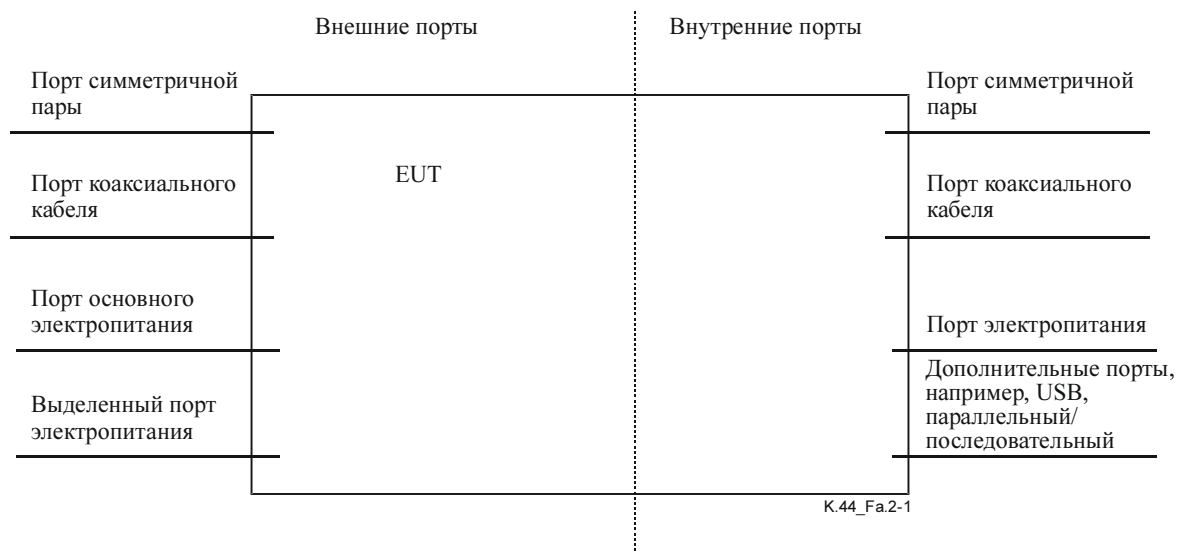 Внешние порты
Внутренние порты
Порт симметричной
пары
Порт коаксиального
кабеля
Порт основного
электропитания
Выделенный порт
электропитания
EUT
Порт симметричной
пары
Порт коаксиального
кабеля
Порт электропитания
Дополнительные порты,
например, USB,
параллельный/
последовательный
K.44_Fa.2-1